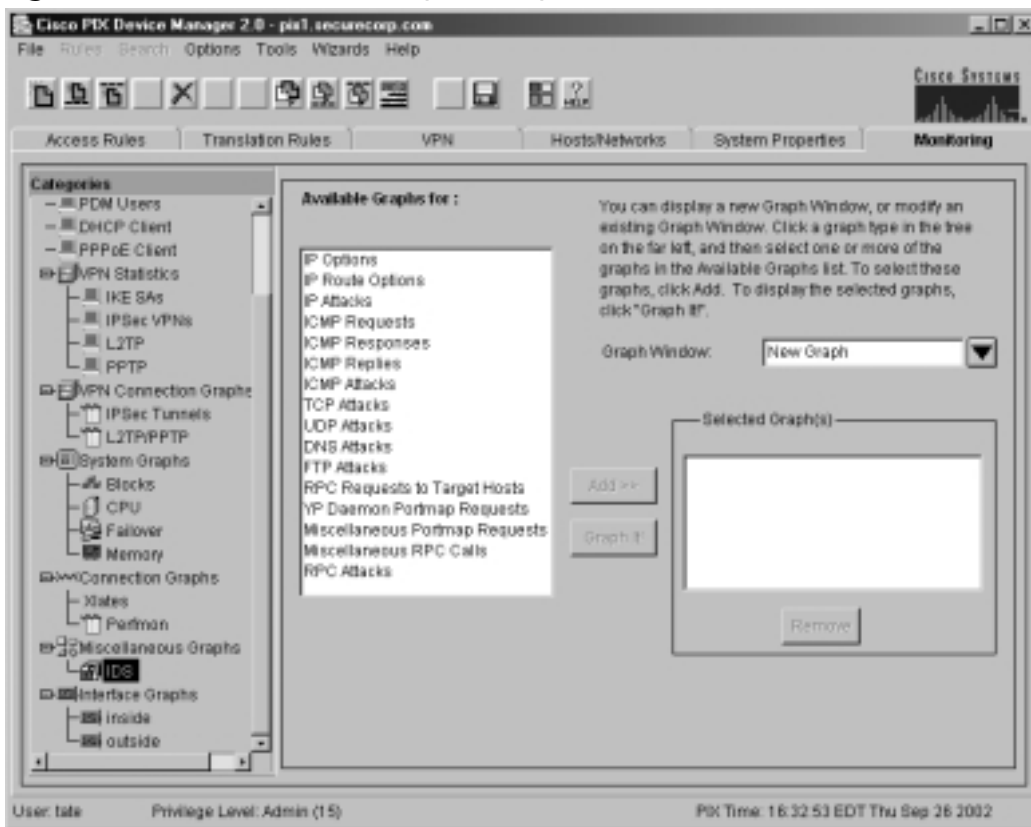 Cisco PIX Device Manager 2.0 - pix1.securecorp.com
File Rules Search Options Tools Wizards Help
CISCO SYSTEMS
HELP
Access Rules Translation Rules VPN Hosts/Networks System Properties Monitoring
Categories
PDM Users
DHCP Client
PPPoE Client
VPN Statistics
IKE SAs
IPSec VPNs
L2TP
PPTP
VPN Connection Graphs
IPSec Tunnels
L2TP/PPTP
System Graphs
Blocks
CPU
Failover
Memory
Connection Graphs
Xlates
Perfmon
Miscellaneous Graphs
IDS
Interface Graphs
inside
outside
Available Graphs for :
IP Options
IP Route Options
IP Attacks
ICMP Requests
ICMP Responses
ICMP Replies
ICMP Attacks
TCP Attacks
UDP Attacks
DNS Attacks
FTP Attacks
RPC Requests to Target Hosts
YP Daemon Portmap Requests
Miscellaneous Portmap Requests
Miscellaneous RPC Calls
RPC Attacks
You can display a new Graph Window, or modify an
existing Graph Window. Click a graph type in the tree
on the far left, and then select one or more of the
graphs in the Available Graphs list. To select these
graphs, click Add. To display the selected graphs,
click "Graph It!".
Graph Window: New Graph
Selected Graph(s)
Add >>
Graph It!
Remove
User: tate Privilege Level: Admin (15) PIX Time: 16:32:53 EDT Thu Sep 26 2002